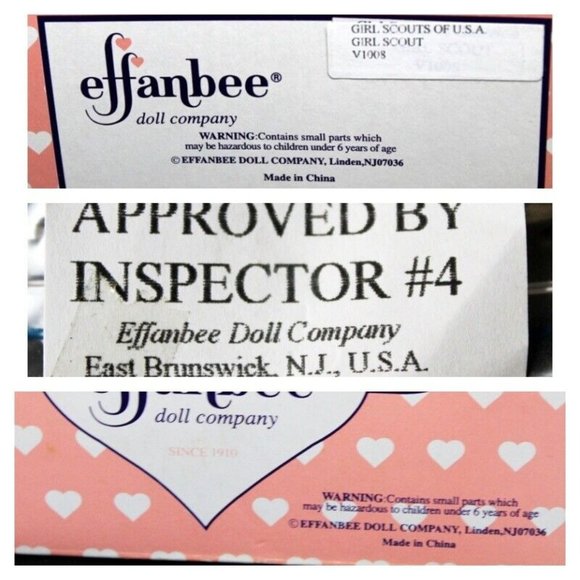 GIRL SCOUTS OF U.S.A.
GIRL SCOUT
V1008
effanbee®
doll company
WARNING:Contains small parts which
may be hazardous to children under 6 years of age
© EFFANBEE DOLL COMPANY, Linden,NJ07036
Made in China
APPROVED BY
INSPECTOR #4
Effanbee Doll Company
East Brunswick, N.J., U.S.A.
effanbee
doll company
SINCE 1910
WARNING:Contains small parts which
may be hazardous to children under 6 years of age
©EFFANBEE DOLL COMPANY, Linden,NJ07036
Made in China